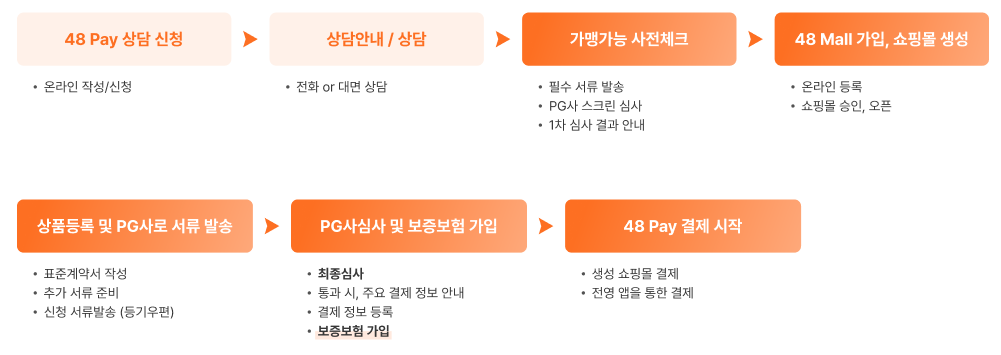 48 Pay 상담 신청
• 온라인 작성/신청
상담안내 / 상담
• 전화 or 대면 상담
가맹가능 사전체크
• 필수 서류 발송
• PG사 스크린 심사
• 1차 심사 결과 안내
48 Mall 가입, 쇼핑몰 생성
• 온라인 등록
• 쇼핑몰 승인, 오픈
상품등록 및 PG사로 서류 발송
• 표준계약서 작성
• 추가 서류 준비
• 신청 서류발송 (등기우편)
PG사심사 및 보증보험 가입
• 최종심사
• 통과 시, 주요 결제 정보 안내
• 결제 정보 등록
• 보증보험 가입
48 Pay 결제 시작
• 생성 쇼핑몰 결제
• 전영 앱을 통한 결제